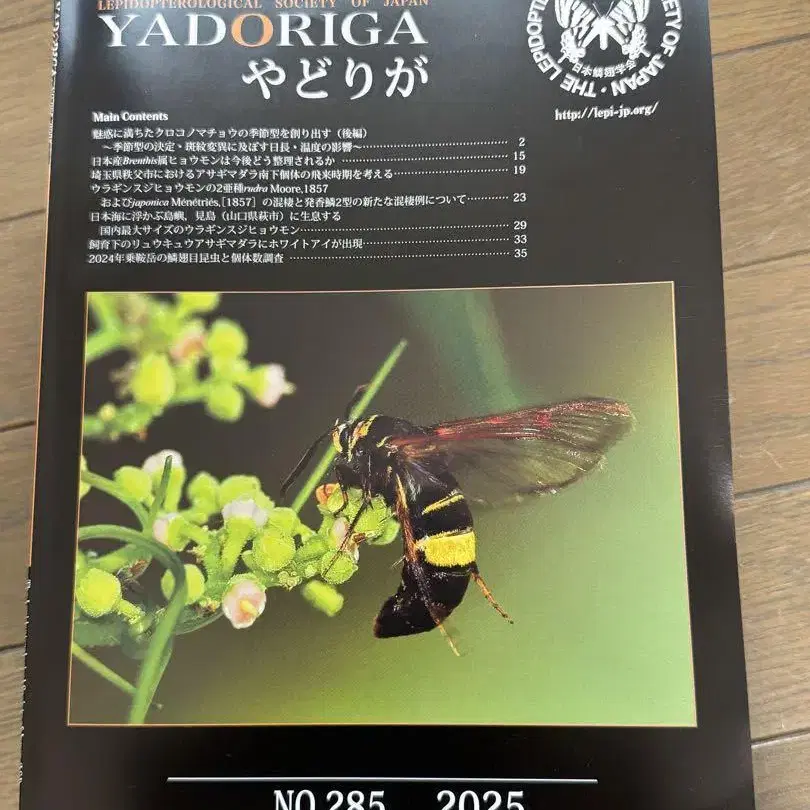 LEPIDOPTEROLOGICAL SOCIETY OF JAPAN
YADORIGA
やどりが
THE LEPIDOPTE
ETY OF JAPAN
日本鱗翅学会
http://lepi-jp.org/
Main Contents
魅惑に満ちたクロコノマチョウの季節型を創り出す(後編)
～季節型の決定・斑紋変異に及ぼす日長・温度の影響～ 2
日本産Brenthis属ヒョウモンは今後どう整理されるか 15
埼玉県秩父市におけるアサギマダラ南下個体の飛来時期を考える 19
ウラギンスジヒョウモンの2亜種rudra Moore,1857
およびjaponica Ménétriès,[1857] の混棲と発香鱗2型の新たな混棲例について 23
日本海に浮かぶ島嶼，見島(山口県萩市)に生息する
国内最大サイズのウラギンスジヒョウモン 29
飼育下のリュウキュウアサギマダラにホワイトアイが出現 33
2024年乗鞍岳の鱗翅目昆虫と個体数調査 35
NO.285 2025